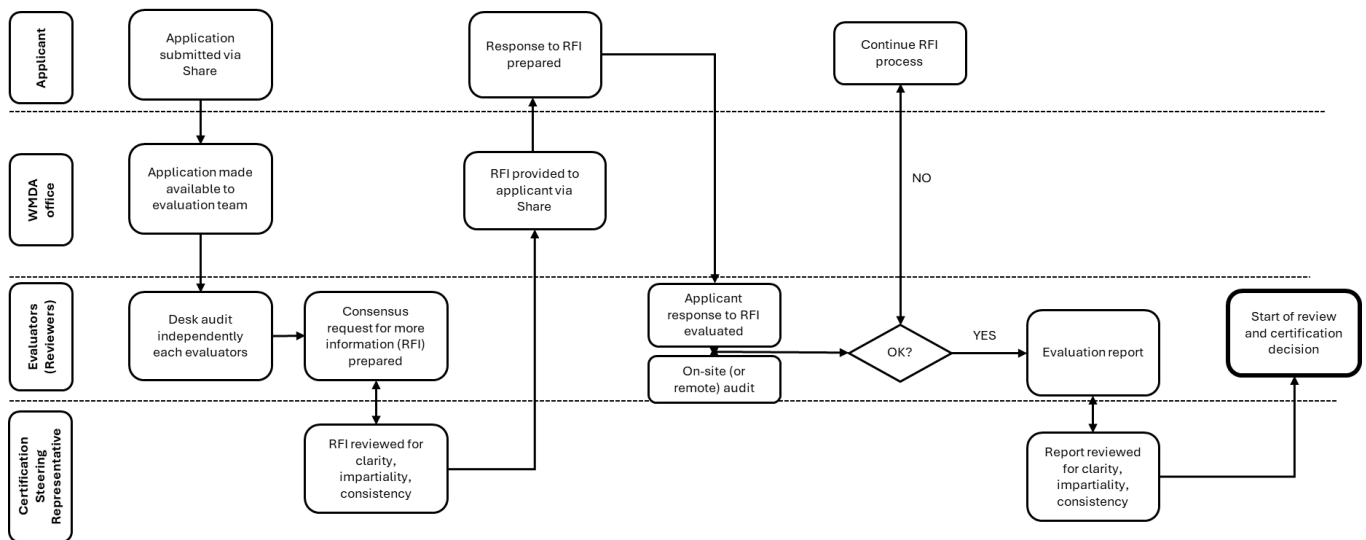 Applicant
Application
submitted via
Share
Response to RFI
prepared
Continue RFI
process
WMDA
office
Application made
available to
evaluation team
RFI provided to
applicant via
Share
NO
Evaluators
(Reviewers)
Desk audit
independently
each evaluators
Consensus
request for more
information (RFI)
prepared
Applicant
response to RFI
evaluated
On-site (or
remote) audit
OK?
YES
Evaluation report
Start of review
and certification
decision
Certification
Steering
Representative
RFI reviewed for
clarity,
impartiality,
consistency
Report reviewed
for clarity,
impartiality,
consistency